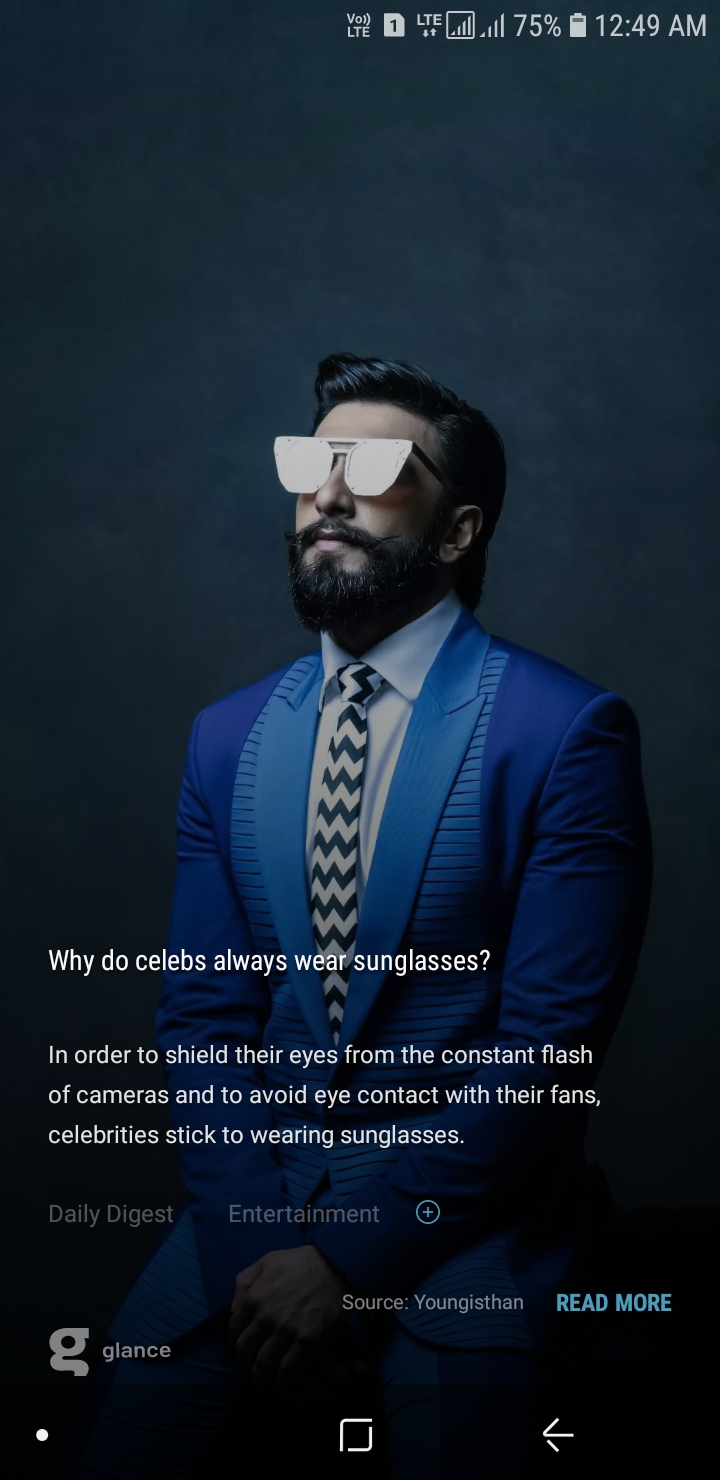 Vo)) LTE 1 LTE 75% 12:49 AM
Why do celebs always wear sunglasses?
In order to shield their eyes from the constant flash
of cameras and to avoid eye contact with their fans,
celebrities stick to wearing sunglasses.
Daily Digest Entertainment
Source: Youngisthan READ MORE
g glance